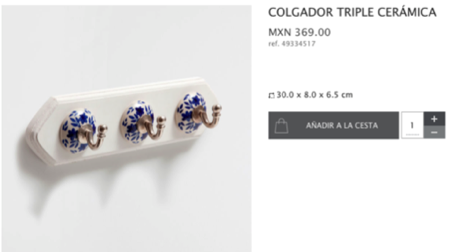 COLGADOR TRIPLE CERÁMICA
MXN 369.00
ref. 49334517
30.0 x 8.0 x 6.5 cm
AÑADIR A LA CESTA
1
+
−